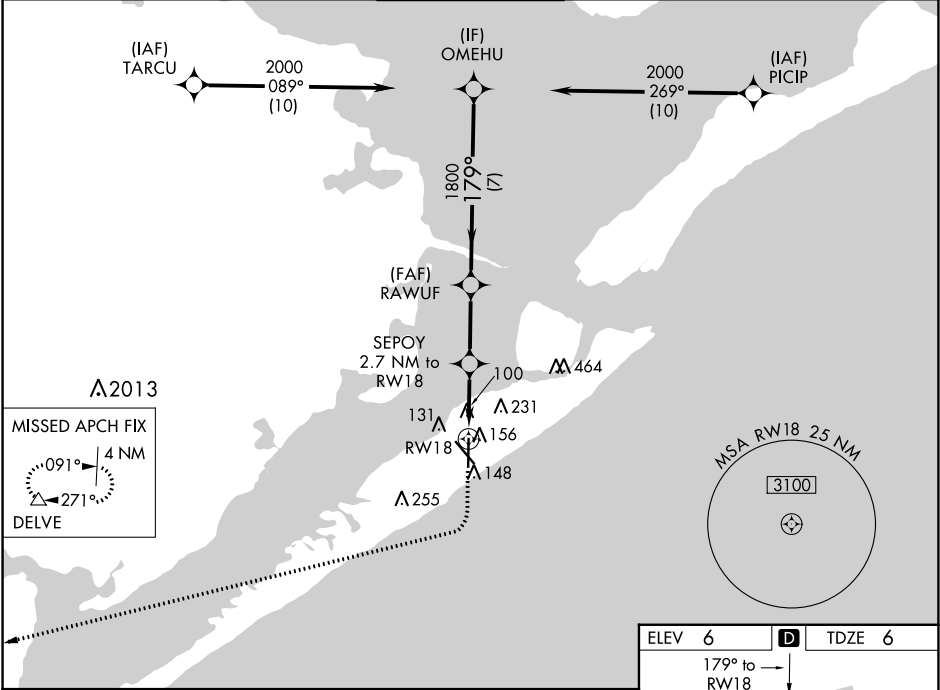 (IAF)
TARCU
2000
089°
(10)
(IF)
OMEHU
2000
269°
(10)
(IAF)
PICIP
1800
179°
(7)
(FAF)
RAWUF
SEPOY
2.7 NM to
RW18
100
464
2013
131
231
RW18
156
148
255
MISSED APCH FIX
4 NM
091°
271°
DELVE
MSA RW18 25 NM
3100
ELEV 6 D TDZE 6
179° to
RW18